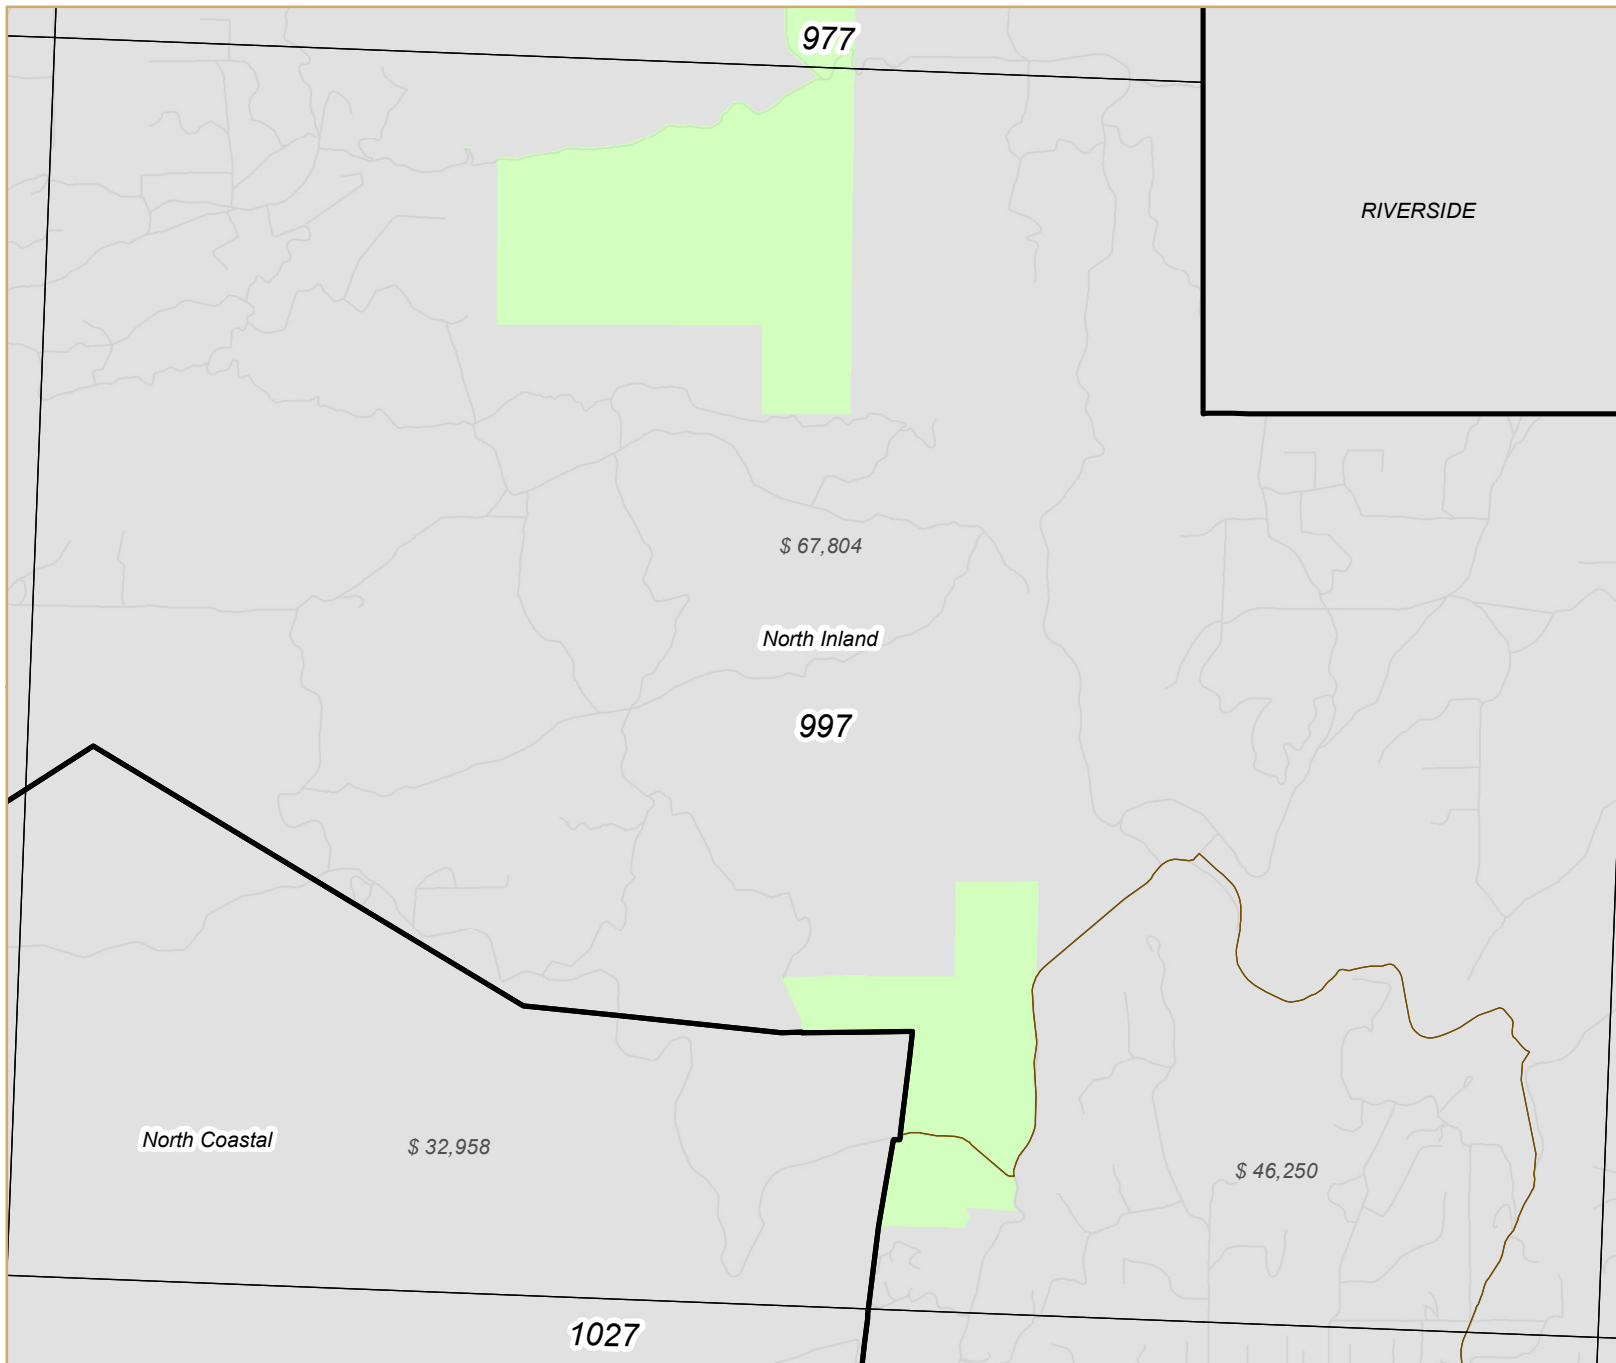 977
RIVERSIDE
$ 67,804
North Inland
997
North Coastal
$ 32,958
$ 46,250
1027